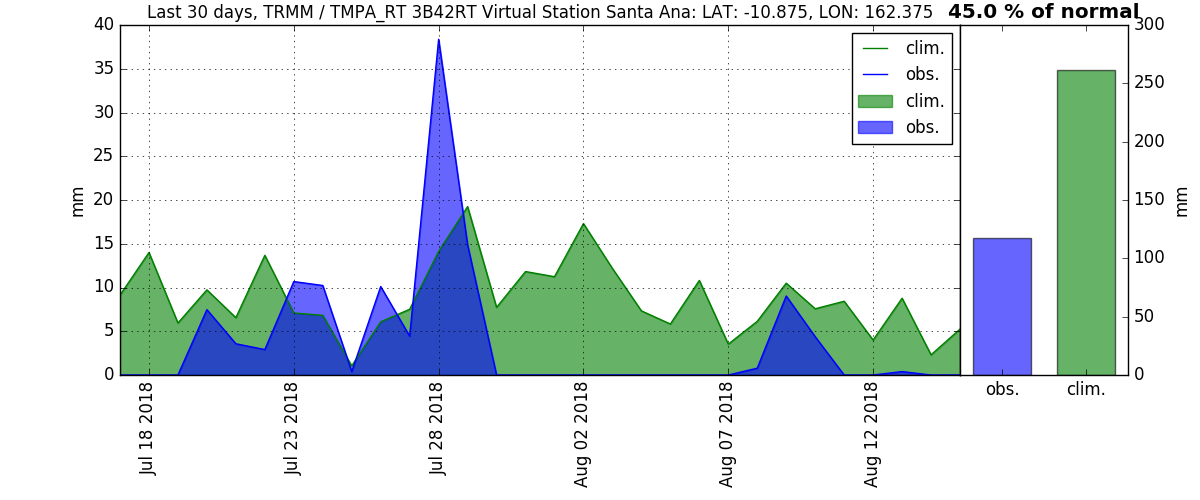 Last 30 days, TRMM / TMPA_RT 3B42RT Virtual Station Santa Ana: LAT: -10.875, LON: 162.375
45.0 % of normal
40
35
30
25
20
15
10
5
0
mm
Jul 18 2018
Jul 23 2018
Jul 28 2018
Aug 02 2018
Aug 07 2018
Aug 12 2018
clim.
obs.
clim.
obs.
300
250
200
150
100
50
0
mm
obs.
clim.